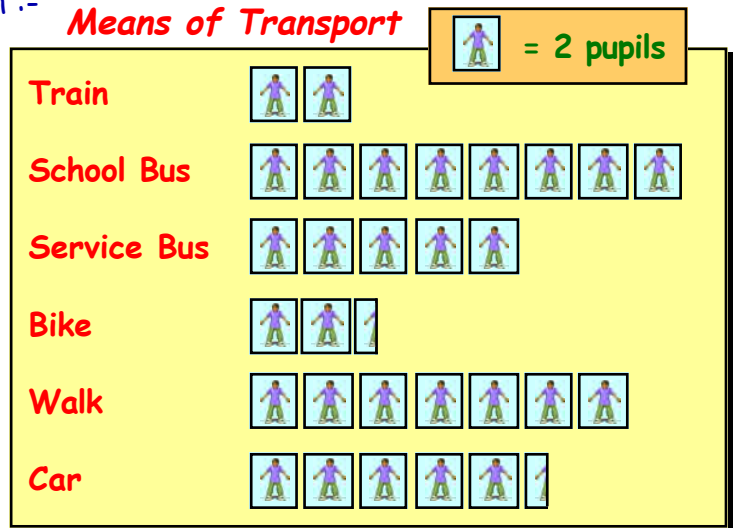 Means of Transport
= 2 pupils
Train
School Bus
Service Bus
Bike
Walk
Car